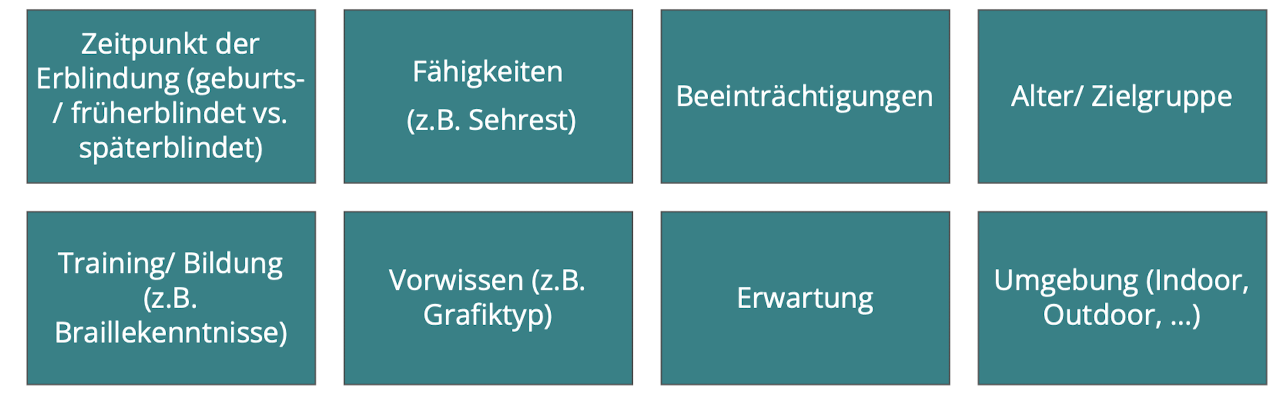 Zeitpunkt der
Erblindung (geburts-
/ früherblindet vs.
späterblindet)
Fähigkeiten
(z.B. Sehrest)
Beeinträchtigungen
Alter/ Zielgruppe
Training/ Bildung
(z.B.
Braillekenntnisse)
Vorwissen (z.B.
Grafiktyp)
Erwartung
Umgebung (Indoor,
Outdoor, ...)